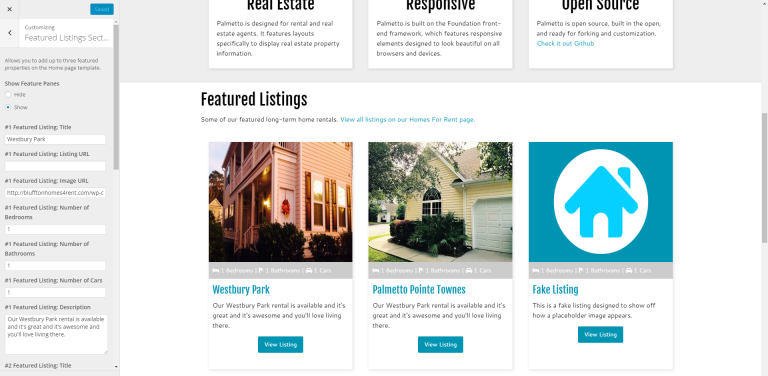 Saved
Customizing
Featured Listings Sect...
Allows you to add up to three featured
properties on the Home page template.
Show Feature Panes
Hide
Show
#1 Featured Listing: Title
Westbury Park
#1 Featured Listing: Listing URL
#1 Featured Listing: Image URL
http://blufftonhomes4rent.com/wp-c
#1 Featured Listing: Number of
Bedrooms
1
#1 Featured Listing: Number of
Bathrooms
1
#1 Featured Listing: Number of Cars
1
#1 Featured Listing: Description
Our Westbury Park rental is available
and it's great and it's awesome and
you'll love living there.
#2 Featured Listing: Title
Real Estate
Palmetto is designed for rental and real
estate agents. It features layouts
specifically to display real estate property
information.
Responsive
Palmetto is built on the Foundation front-
end framework, which features responsive
elements designed to look beautiful on all
browsers and devices.
Open Source
Palmetto is open source, built in the open,
and ready for forking and customization.
Check it out Github
Featured Listings
Some of our featured long-term home rentals. View all listings on our Homes For Rent page.
1 Bedrooms | 1 Bathrooms | 1 Cars
Westbury Park
Our Westbury Park rental is available and it's
great and it's awesome and you'll love living
there.
View Listing
1 Bedrooms | 1 Bathrooms | 1 Cars
Palmetto Pointe Townes
Our Westbury Park rental is available and it's
great and it's awesome and you'll love living
there.
View Listing
1 Bedrooms | 1 Bathrooms | 1 Cars
Fake Listing
This is a fake listing designed to show off
how a placeholder image appears.
View Listing